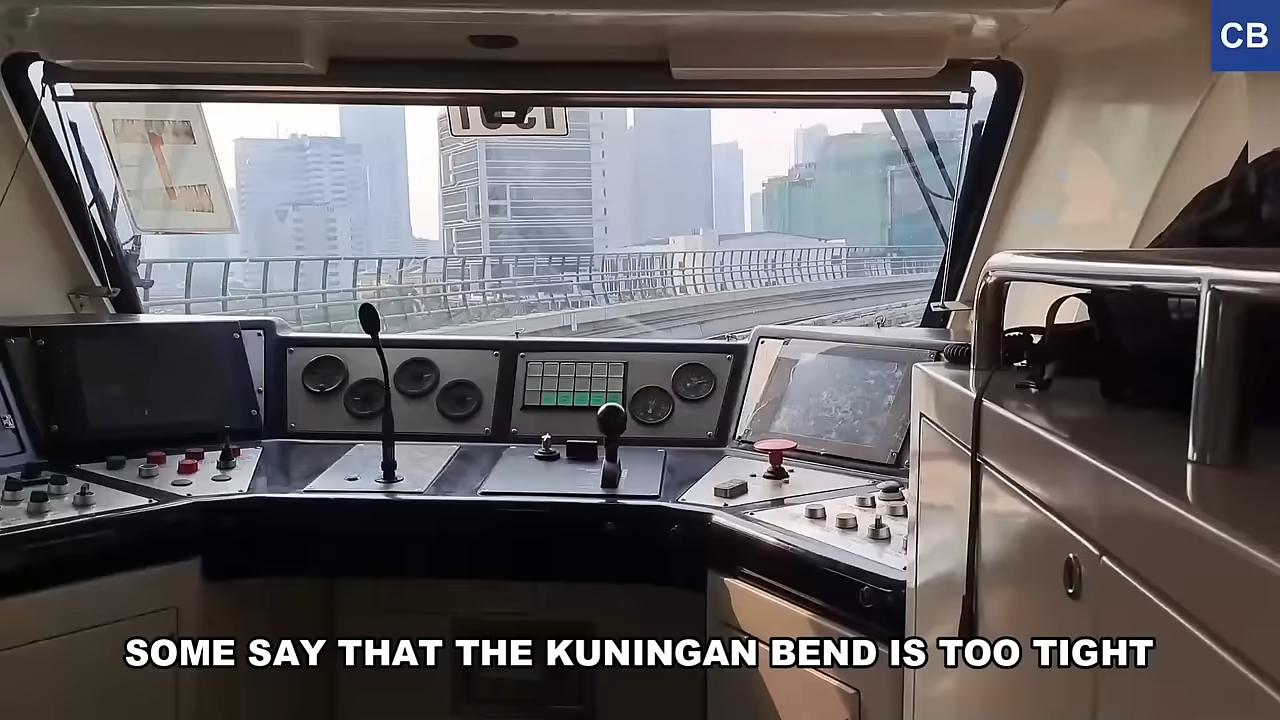 CB
SOME SAY THAT THE KUNINGAN BEND IS TOO TIGHT